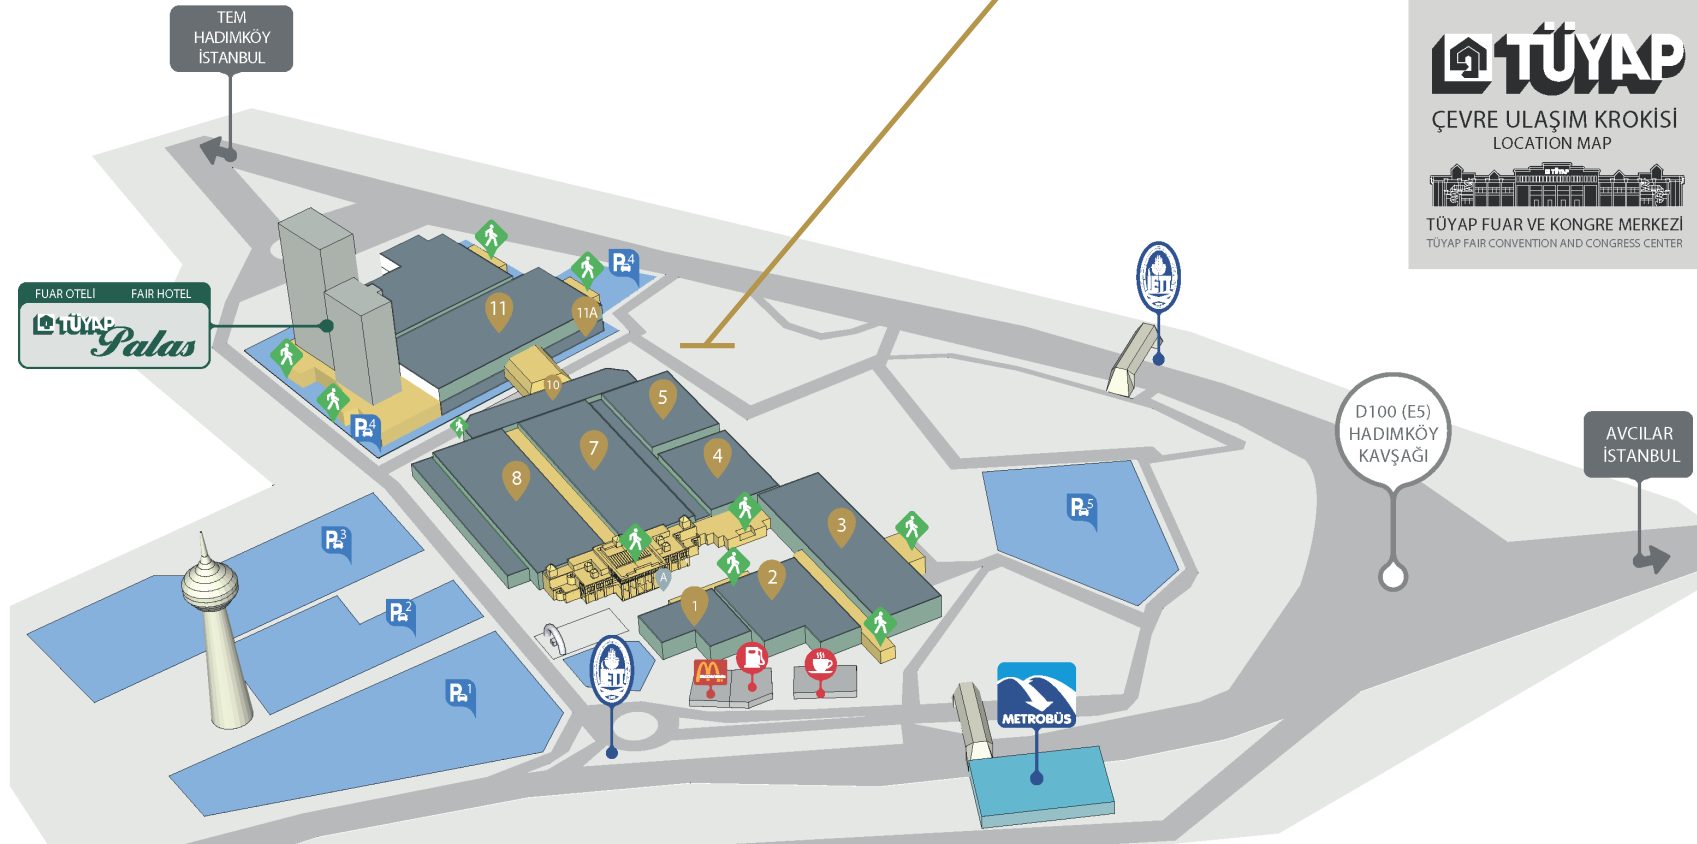 TEM
HADIMKÖY
İSTANBUL
TÜYAP
ÇEVRE ULAŞIM KROKİSİ
LOCATION MAP
TÜYAP
TÜYAP FUAR VE KONGRE MERKEZİ
TÜYAP FAIR CONVENTION AND CONGRESS CENTER
P4
İETT
FUAR OTELİ FAIR HOTEL
TÜYAP
Palas
11
11A
10
5
P4
7
4
8
D100 (E5)
HADIMKÖY
KAVŞAĞI
AVCILAR
İSTANBUL
P5
3
P3
A
2
1
P2
İETT
P1
METROBÜS